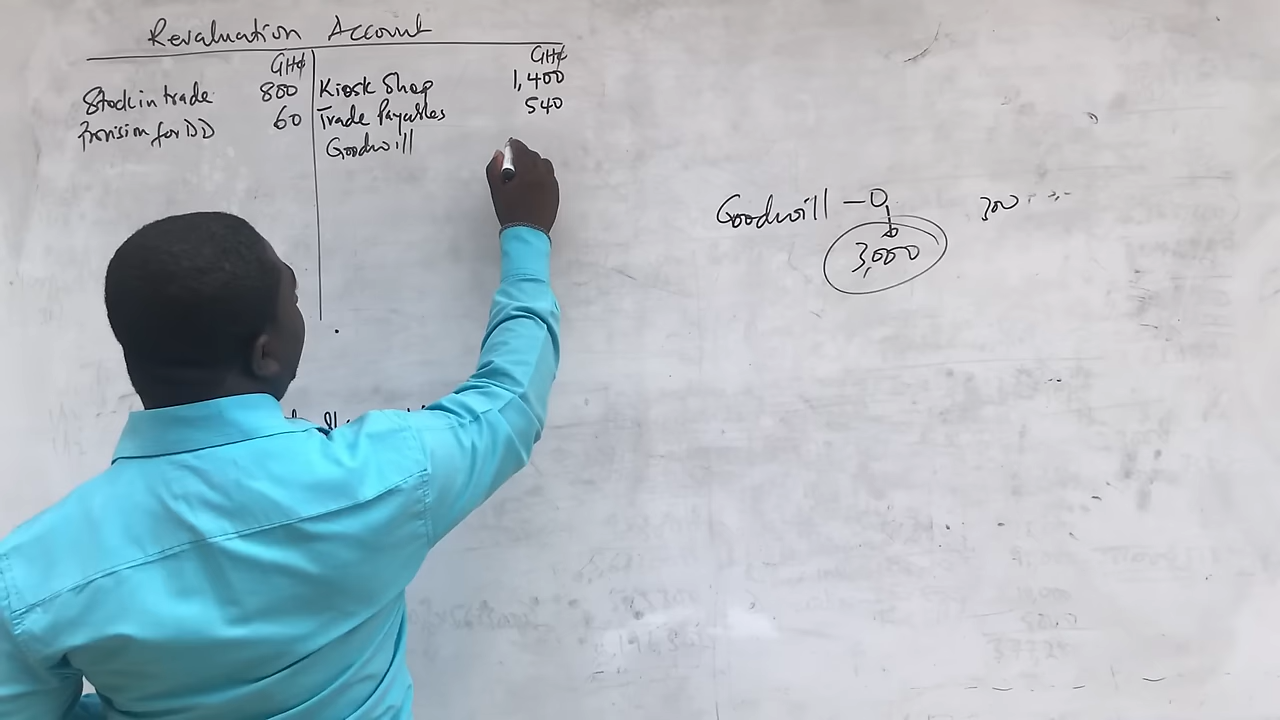 Revaluation Account
GH¢ GH¢
Stock in trade 800 Kiosk Shop 1,400
Provision for DD 60 Trade Payables 540
Goodwill
Goodwill - 0 300
3,000